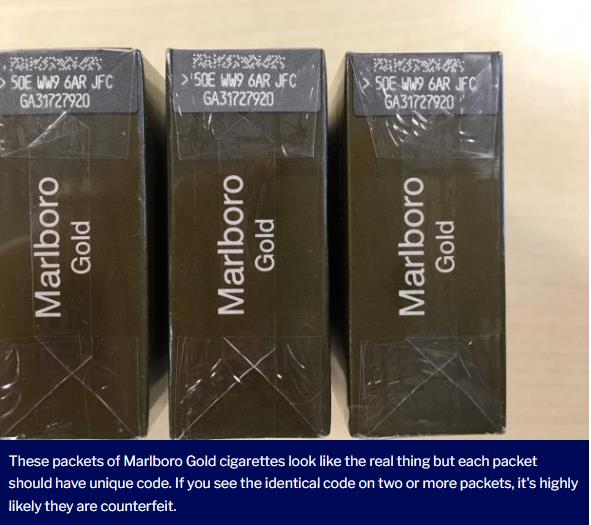 > 50E WW9 6AR JFC
GA31727920
Marlboro
Gold
>'50E WW9 6AR JFC
GA31727920
Marlboro
Gold
> 50E WW9 6AR JFC
GA31727920
Marlboro
Gold
These packets of Marlboro Gold cigarettes look like the real thing but each packet
should have unique code. If you see the identical code on two or more packets, it's highly
likely they are counterfeit.